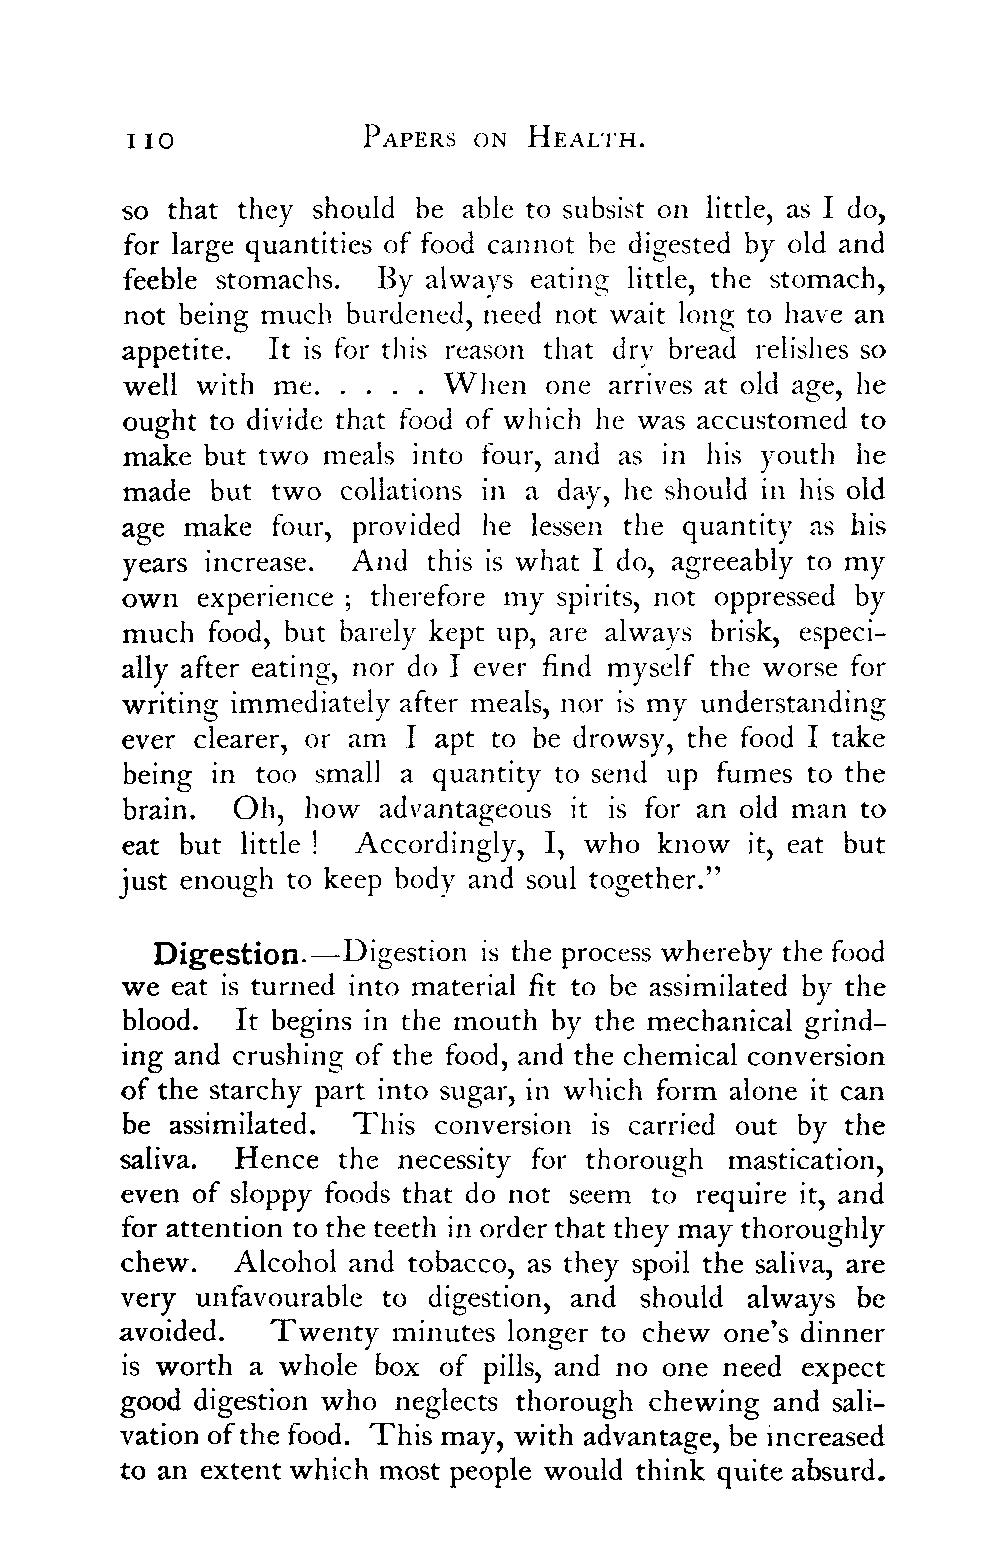 110 PAPERS ON HEALTH.
so that they should be able to subsist on little, as I do,
for large quantities of food cannot be digested by old and
feeble stomachs. By always eating little, the stomach,
not being much burdened, need not wait long to have an
appetite. It is for this reason that dry bread relishes so
well with me. . . . . When one arrives at old age, he
ought to divide that food of which he was accustomed to
make but two meals into four, and as in his youth he
made but two collations in a day, he should in his old
age make four, provided he lessen the quantity as his
years increase. And this is what I do, agreeably to my
own experience ; therefore my spirits, not oppressed by
much food, but barely kept up, are always brisk, especi-
ally after eating, nor do I ever find myself the worse for
writing immediately after meals, nor is my understanding
ever clearer, or am I apt to be drowsy, the food I take
being in too small a quantity to send up fumes to the
brain. Oh, how advantageous it is for an old man to
eat but little ! Accordingly, I, who know it, eat but
just enough to keep body and soul together.”
Digestion.—Digestion is the process whereby the food
we eat is turned into material fit to be assimilated by the
blood. It begins in the mouth by the mechanical grind-
ing and crushing of the food, and the chemical conversion
of the starchy part into sugar, in which form alone it can
be assimilated. This conversion is carried out by the
saliva. Hence the necessity for thorough mastication,
even of sloppy foods that do not seem to require it, and
for attention to the teeth in order that they may thoroughly
chew. Alcohol and tobacco, as they spoil the saliva, are
very unfavourable to digestion, and should always be
avoided. Twenty minutes longer to chew one’s dinner
is worth a whole box of pills, and no one need expect
good digestion who neglects thorough chewing and sali-
vation of the food. This may, with advantage, be increased
to an extent which most people would think quite absurd.